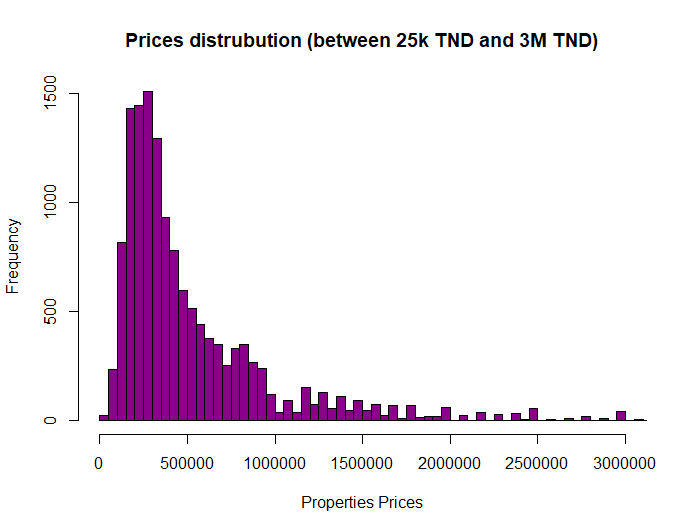 Prices distrubution (between 25k TND and 3M TND)
1500
1000
500
0
Frequency
0 500000 1000000 1500000 2000000 2500000 3000000
Properties Prices